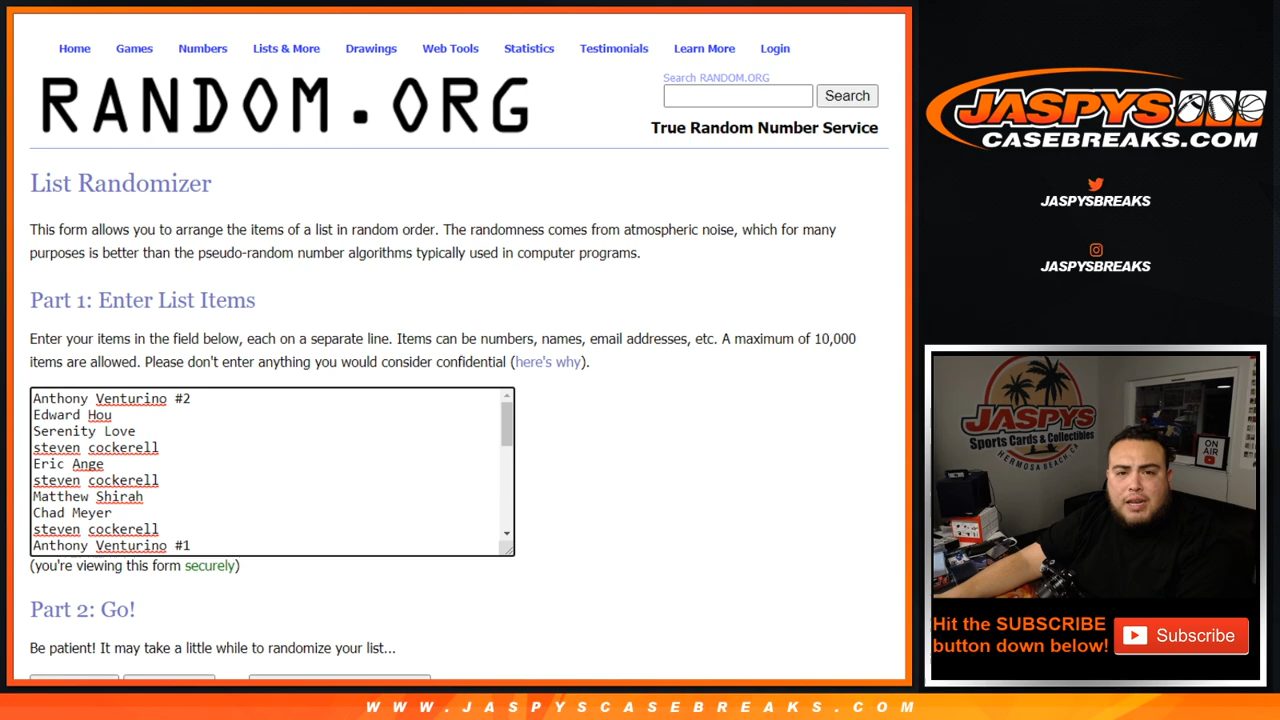 Home Games Numbers Lists & More Drawings Web Tools Statistics Testimonials Learn More Login
RANDOM.ORG
Search RANDOM.ORG
Search
True Random Number Service
List Randomizer
This form allows you to arrange the items of a list in random order. The randomness comes from atmospheric noise, which for many
purposes is better than the pseudo-random number algorithms typically used in computer programs.
Part 1: Enter List Items
Enter your items in the field below, each on a separate line. Items can be numbers, names, email addresses, etc. A maximum of 10,000
items are allowed. Please don't enter anything you would consider confidential (here's why).
Anthony Venturino #2
Edward Hou
Serenity Love
steven cockerell
Eric Ange
steven cockerell
Matthew Shirah
Chad Meyer
steven cockerell
Anthony Venturino #1
(you're viewing this form securely)
Part 2: Go!
Be patient! It may take a little while to randomize your list...
JASPYS
CASEBREAKS.COM
JASPYSBREAKS
JASPYSBREAKS
JASPYS
Sports Cards & Collectibles
HERMOSA BEACH, CA
ON
AIR
Hit the SUBSCRIBE
button down below!
Subscribe
WWW.JASPYSCASEBREAKS.COM